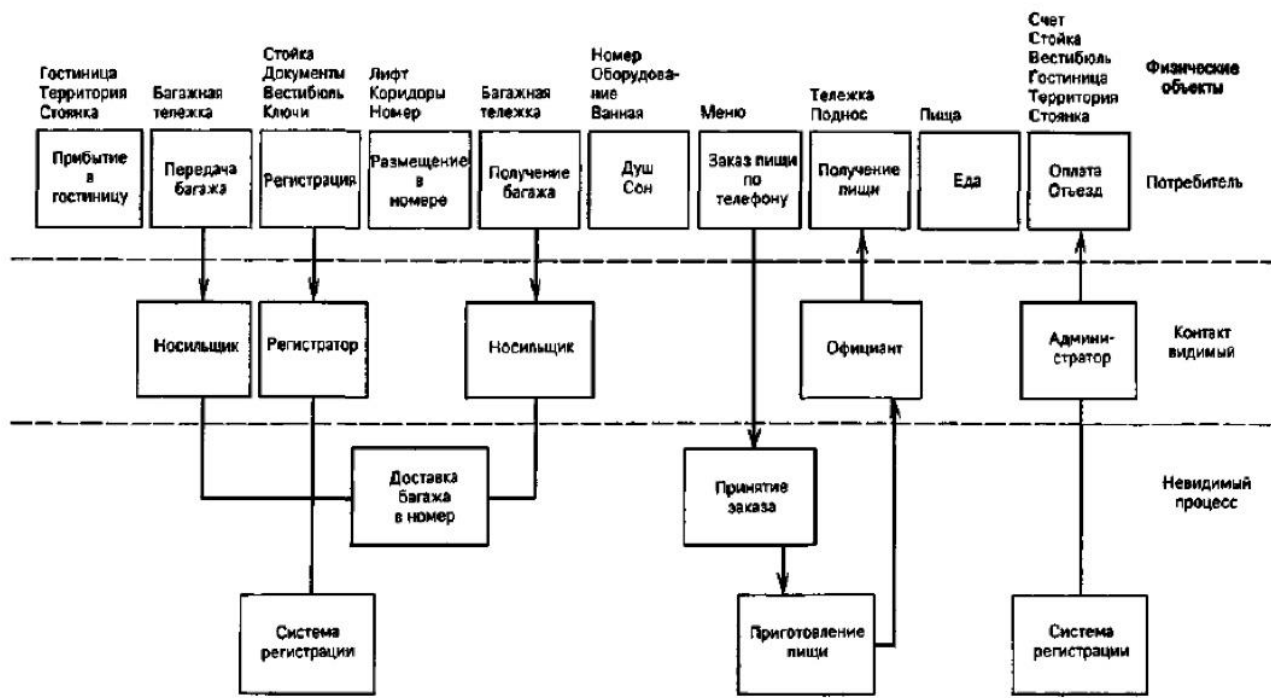 Гостиница
Территория
Стоянка
Багажная
тележка
Стойка
Документы
Вестибюль
Ключи
Лифт
Коридоры
Номер
Багажная
тележка
Номер
Оборудова-
ние
Ванная
Меню
Тележка
Поднос
Пища
Счет
Стойка
Вестибюль
Гостиница
Территория
Стоянка
Физические
объекты
Прибытие
в
гостиницу
Передача
багажа
Регистрация
Размещение
в
номере
Получение
багажа
Душ
Сон
Заказ пищи
по
телефону
Получение
пищи
Еда
Оплата
Отъезд
Потребитель
Носильщик
Регистратор
Носильщик
Официант
Админи-
стратор
Контакт
видимый
Доставка
багажа
в номер
Принятие
заказа
Невидимый
процесс
Система
регистрации
Приготовление
пищи
Система
регистрации